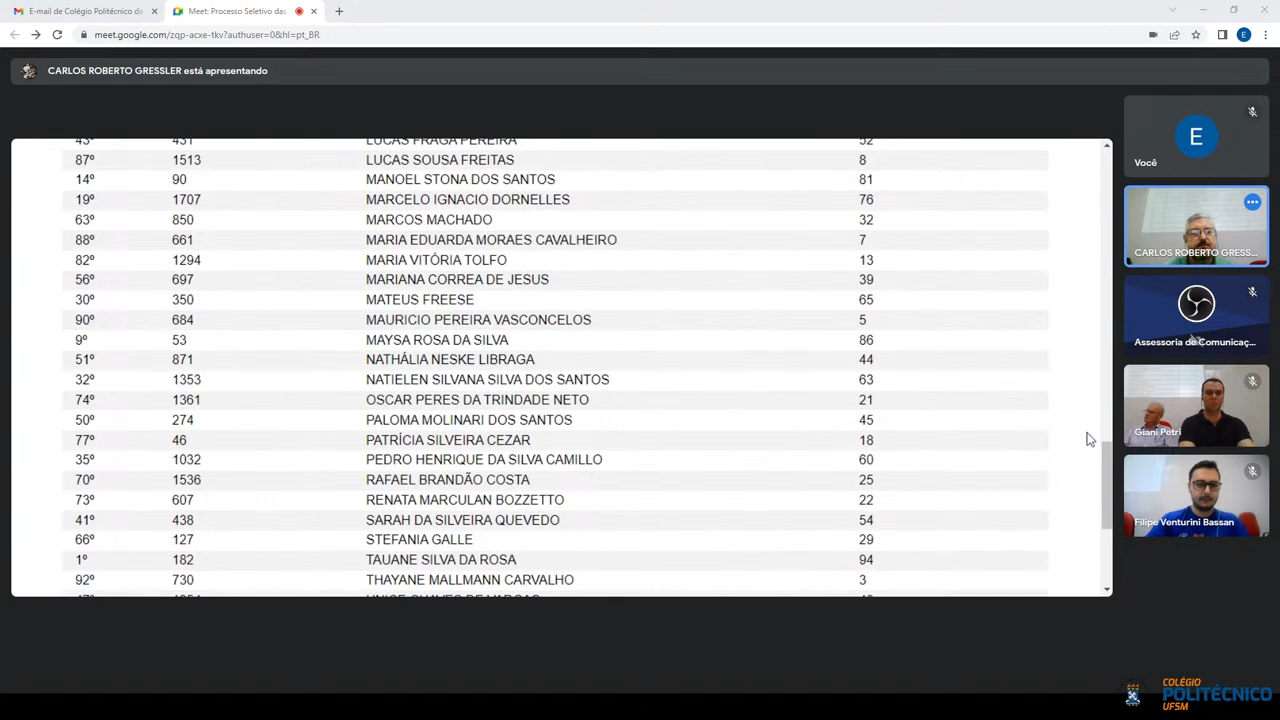 E-mail de Colégio Politécnico da
Meet: Processo Seletivo das
meet.google.com/zqp-acxe-tkv?authuser=0&hl=pt_BR
E
CARLOS ROBERTO GRESSLER está apresentando
43º 431 LUCAS FRAGA PEREIRA 52
87º 1513 LUCAS SOUSA FREITAS 8
14º 90 MANOEL STONA DOS SANTOS 81
19º 1707 MARCELO IGNACIO DORNELLES 76
63º 850 MARCOS MACHADO 32
88º 661 MARIA EDUARDA MORAES CAVALHEIRO 7
82º 1294 MARIA VITÓRIA TOLFO 13
56º 697 MARIANA CORREA DE JESUS 39
30º 350 MATEUS FREESE 65
90º 684 MAURICIO PEREIRA VASCONCELOS 5
9º 53 MAYSA ROSA DA SILVA 86
51º 871 NATHÁLIA NESKE LIBRAGA 44
32º 1353 NATIELEN SILVANA SILVA DOS SANTOS 63
74º 1361 OSCAR PERES DA TRINDADE NETO 21
50º 274 PALOMA MOLINARI DOS SANTOS 45
77º 46 PATRÍCIA SILVEIRA CEZAR 18
35º 1032 PEDRO HENRIQUE DA SILVA CAMILLO 60
70º 1536 RAFAEL BRANDÃO COSTA 25
73º 607 RENATA MARCULAN BOZZETTO 22
41º 438 SARAH DA SILVEIRA QUEVEDO 54
66º 127 STEFANIA GALLE 29
1º 182 TAUANE SILVA DA ROSA 94
92º 730 THAYANE MALLMANN CARVALHO 3
E
Você
CARLOS ROBERTO GRESS...
Assessoria de Comunicaç...
Giani Petri
Filipe Venturini Bassan
COLÉGIO
POLITÉCNICO
UFSM